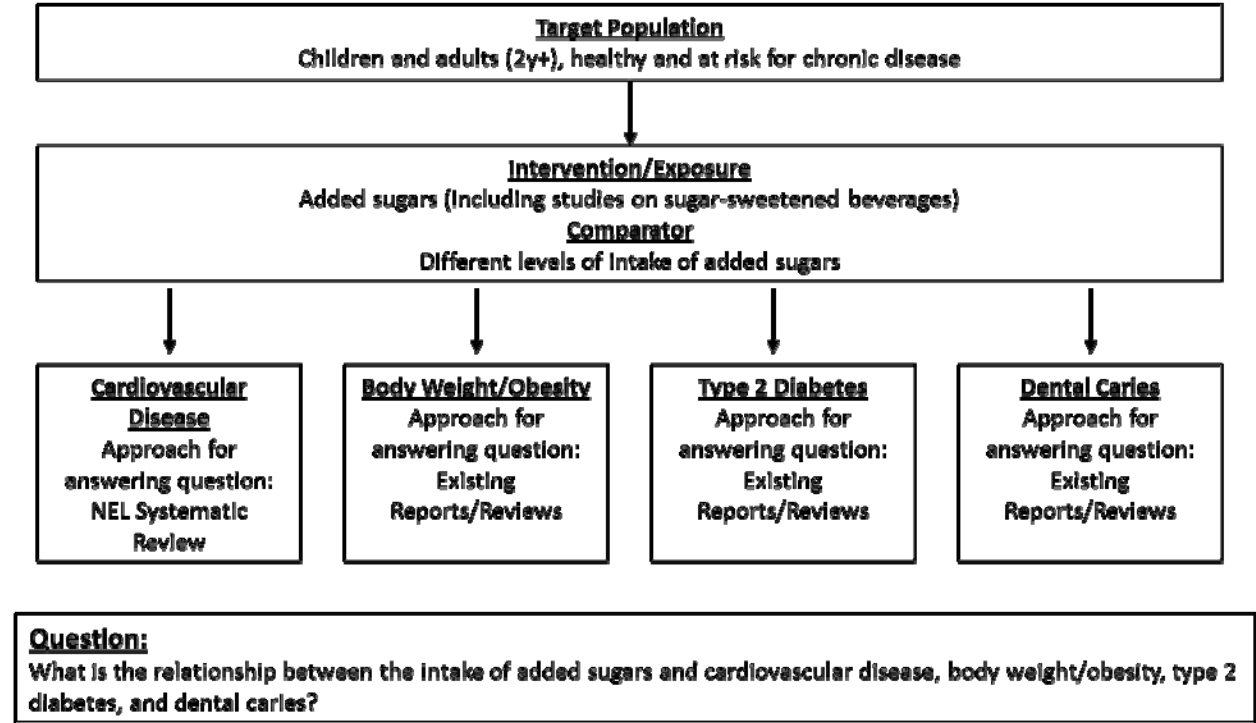 Target Population
Children and adults (2y+), healthy and at risk for chronic disease
Intervention/Exposure
Added sugars (including studies on sugar-sweetened beverages)
Comparator
Different levels of intake of added sugars
Cardiovascular
Disease
Approach for
answering question:
NEL Systematic
Review
Body Weight/Obesity
Approach for
answering question:
Existing
Reports/Reviews
Type 2 Diabetes
Approach for
answering question:
Existing
Reports/Reviews
Dental Caries
Approach for
answering question:
Existing
Reports/Reviews
Question:
What is the relationship between the intake of added sugars and cardiovascular disease, body weight/obesity, type 2
diabetes, and dental caries?